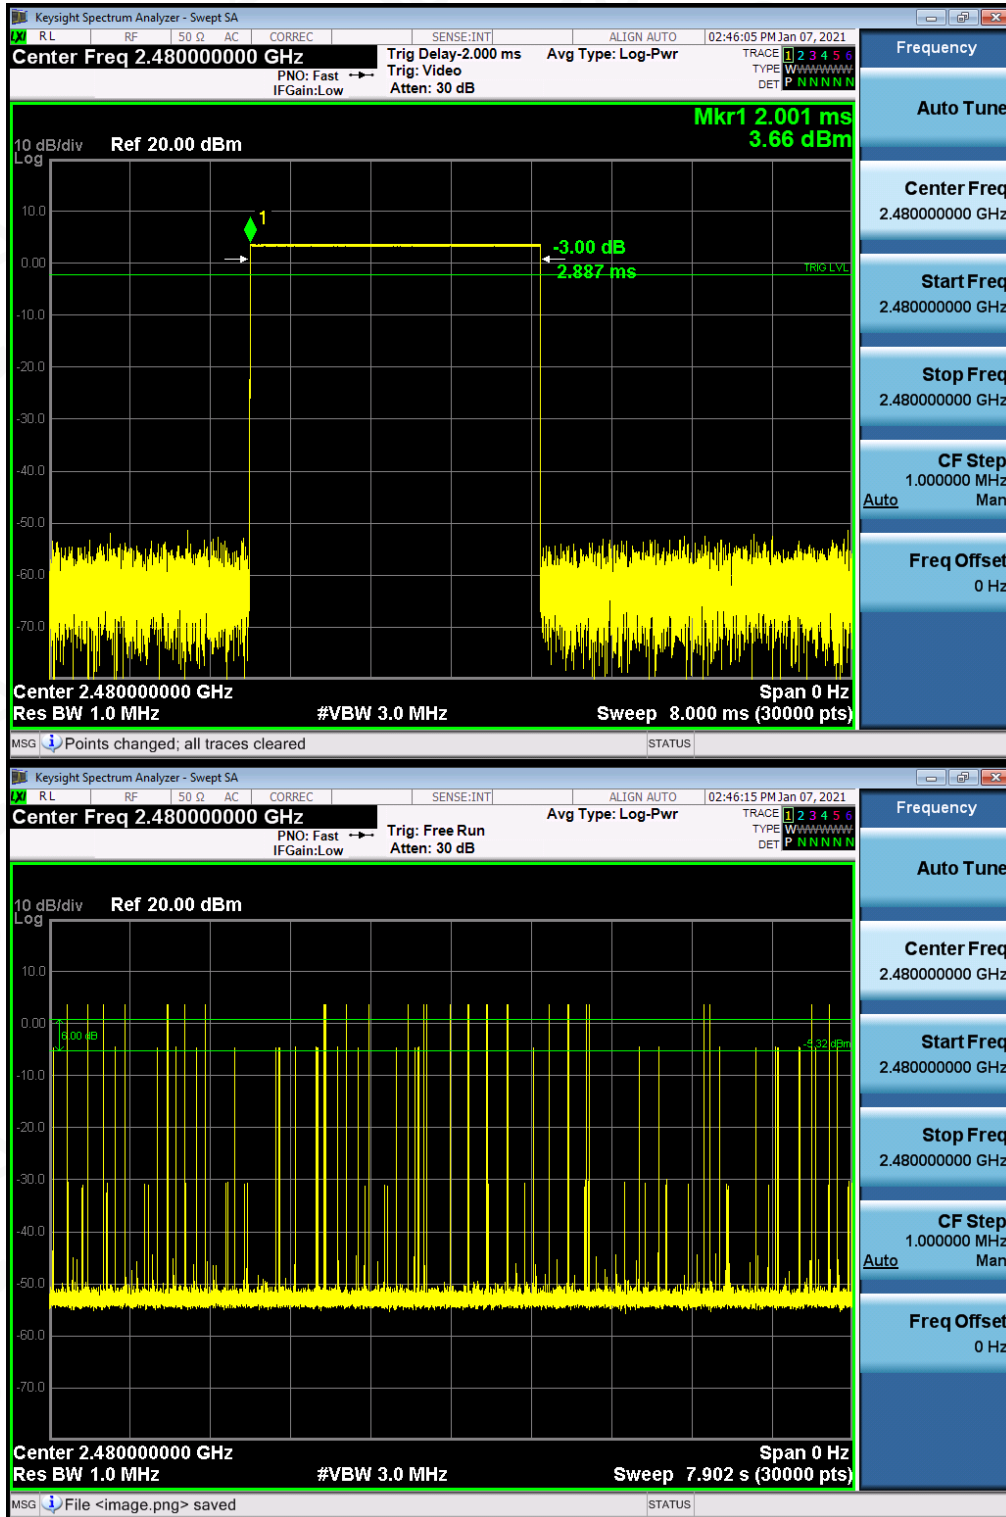 Keysight Spectrum Analyzer - Swept SA
LXI RL RF 50 Ω AC CORREC SENSE:INT ALIGN AUTO 02:46:05 PM Jan 07, 2021
Center Freq 2.480000000 GHz
PNO: Fast
IFGain:Low
Trig Delay-2.000 ms
Trig: Video
Atten: 30 dB
Avg Type: Log-Pwr
TRACE 1 2 3 4 5 6
TYPE WWWWWWW
DET P N N N N N
Mkr1 2.001 ms
3.66 dBm
10 dB/div Ref 20.00 dBm
Log
10.0
0.00
-10.0
-20.0
-30.0
-40.0
-50.0
-60.0
-70.0
1
-3.00 dB
2.887 ms
TRIG LVL
Center 2.480000000 GHz Span 0 Hz
Res BW 1.0 MHz #VBW 3.0 MHz Sweep 8.000 ms (30000 pts)
MSG Points changed; all traces cleared STATUS
Frequency
Auto Tune
Center Freq
2.480000000 GHz
Start Freq
2.480000000 GHz
Stop Freq
2.480000000 GHz
CF Step
1.000000 MHz
Auto Man
Freq Offset
0 Hz
Keysight Spectrum Analyzer - Swept SA
LXI RL RF 50 Ω AC CORREC SENSE:INT ALIGN AUTO 02:46:15 PM Jan 07, 2021
Center Freq 2.480000000 GHz
PNO: Fast
IFGain:Low
Trig: Free Run
Atten: 30 dB
Avg Type: Log-Pwr
TRACE 1 2 3 4 5 6
TYPE WWWWWWW
DET P N N N N N
10 dB/div Ref 20.00 dBm
Log
10.0
0.00
-10.0
-20.0
-30.0
-40.0
-50.0
-60.0
-70.0
6.00 dB
-5.32 dBm
Center 2.480000000 GHz Span 0 Hz
Res BW 1.0 MHz #VBW 3.0 MHz Sweep 7.902 s (30000 pts)
MSG File <image.png> saved STATUS
Frequency
Auto Tune
Center Freq
2.480000000 GHz
Start Freq
2.480000000 GHz
Stop Freq
2.480000000 GHz
CF Step
1.000000 MHz
Auto Man
Freq Offset
0 Hz